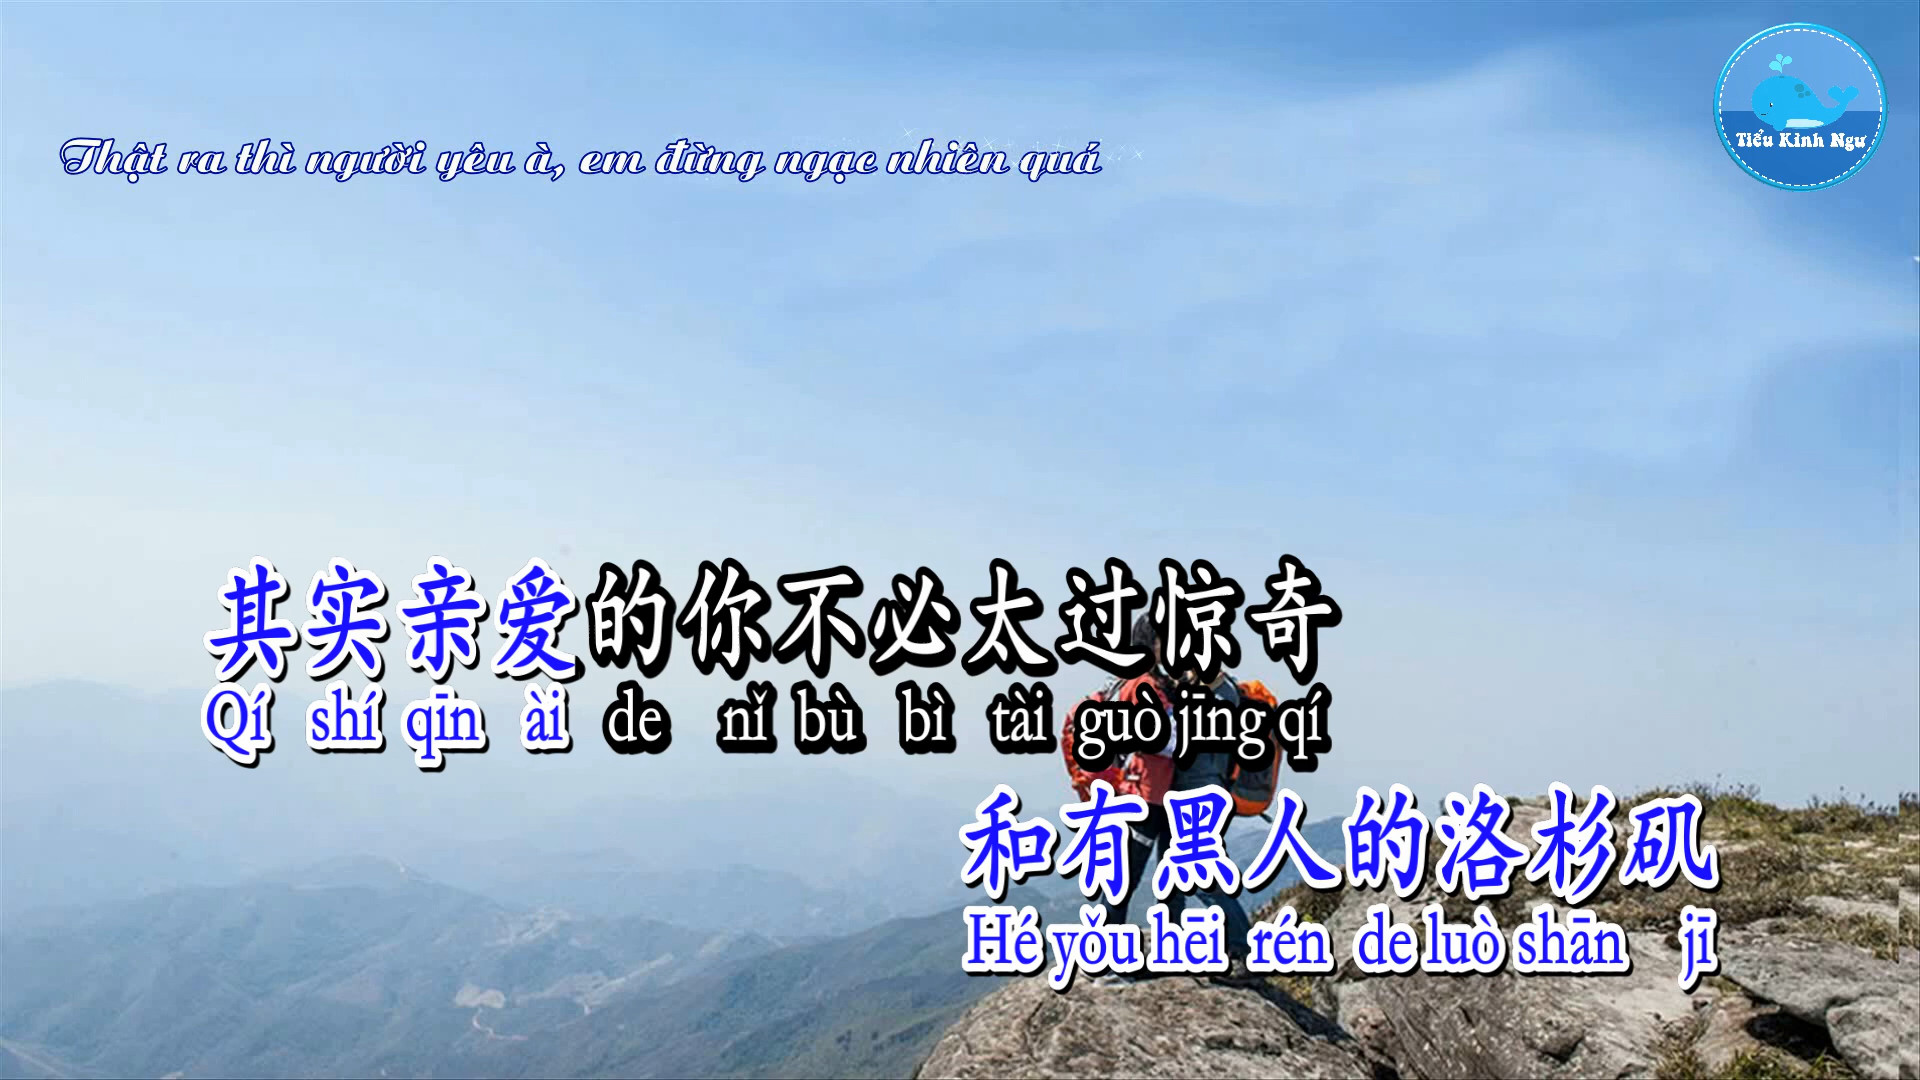 Tiểu Kình Ngư
Thật ra thì người yêu à, em đừng ngạc nhiên quá
其实亲爱的你不必太过惊奇
Qí shí qīn ài de nǐ bù bì tài guò jīng qí
和有黑人的洛杉矶
Hé yǒu hēi rén de luò shān jī